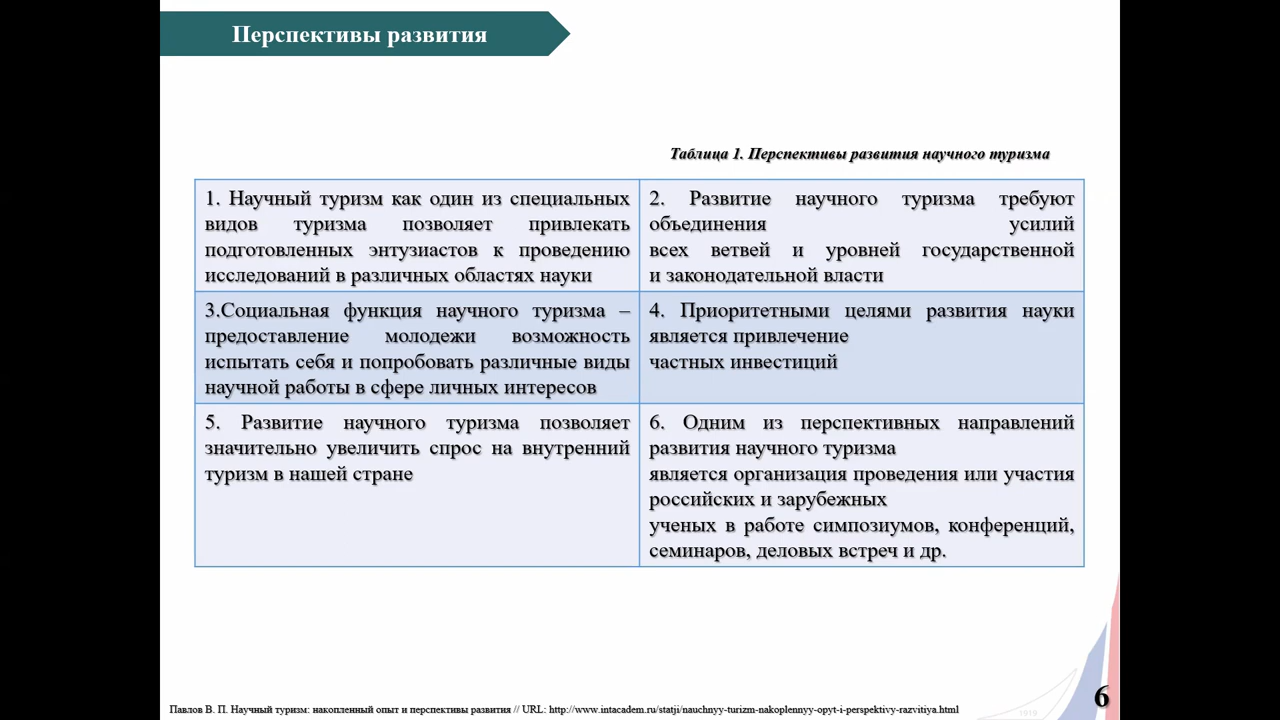 Перспективы развития
Таблица 1. Перспективы развития научного туризма
1. Научный туризм как один из специальных
видов туризма позволяет привлекать
подготовленных энтузиастов к проведению
исследований в различных областях науки
2. Развитие научного туризма требуют
объединения усилий
всех ветвей и уровней государственной
и законодательной власти
3.Социальная функция научного туризма –
предоставление молодежи возможность
испытать себя и попробовать различные виды
научной работы в сфере личных интересов
4. Приоритетными целями развития науки
является привлечение
частных инвестиций
5. Развитие научного туризма позволяет
значительно увеличить спрос на внутренний
туризм в нашей стране
6. Одним из перспективных направлений
развития научного туризма
является организация проведения или участия
российских и зарубежных
ученых в работе симпозиумов, конференций,
семинаров, деловых встреч и др.
Павлов В. П. Научный туризм: накопленный опыт и перспективы развития // URL: http://www.intacadem.ru/statji/nauchnyy-turizm-nakoplennyy-opyt-i-perspektivy-razvitiya.html
1919
6